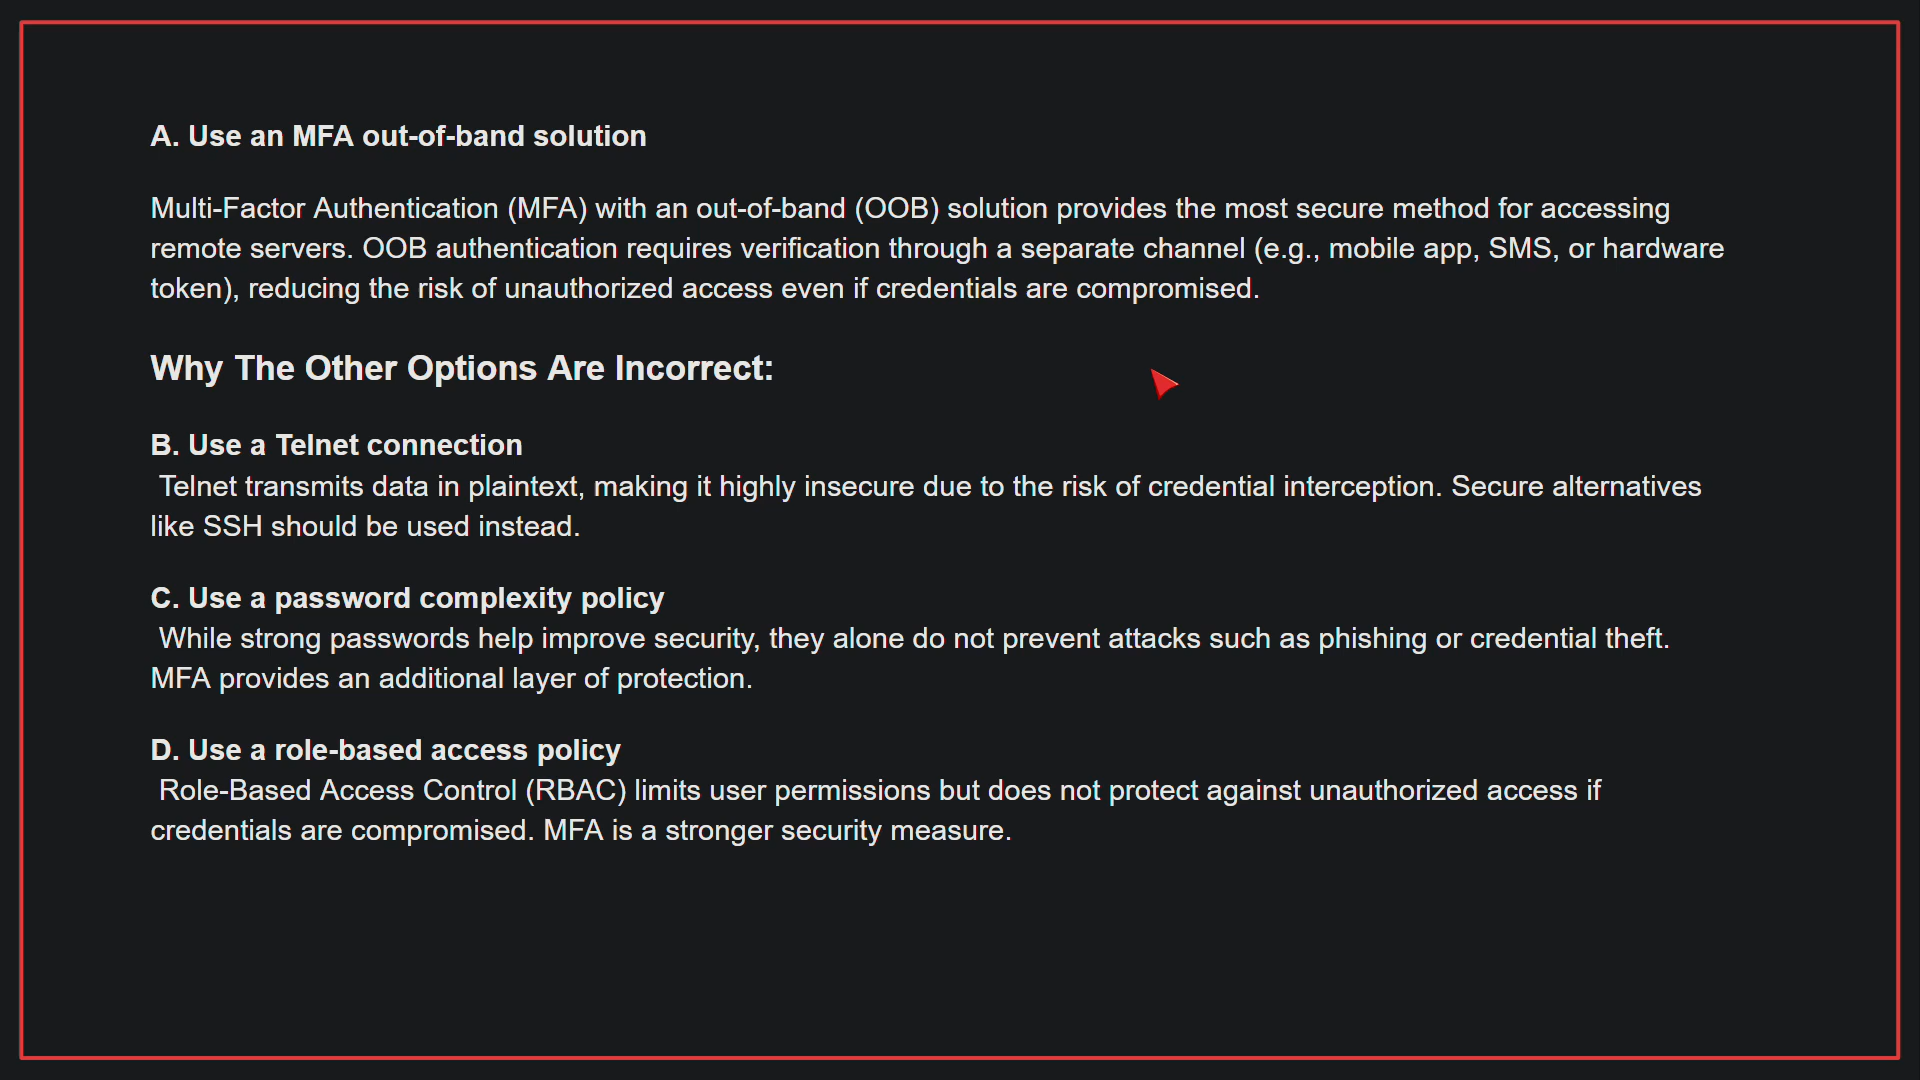 A. Use an MFA out-of-band solution
Multi-Factor Authentication (MFA) with an out-of-band (OOB) solution provides the most secure method for accessing
remote servers. OOB authentication requires verification through a separate channel (e.g., mobile app, SMS, or hardware
token), reducing the risk of unauthorized access even if credentials are compromised.
Why The Other Options Are Incorrect:
B. Use a Telnet connection
Telnet transmits data in plaintext, making it highly insecure due to the risk of credential interception. Secure alternatives
like SSH should be used instead.
C. Use a password complexity policy
While strong passwords help improve security, they alone do not prevent attacks such as phishing or credential theft.
MFA provides an additional layer of protection.
D. Use a role-based access policy
Role-Based Access Control (RBAC) limits user permissions but does not protect against unauthorized access if
credentials are compromised. MFA is a stronger security measure.